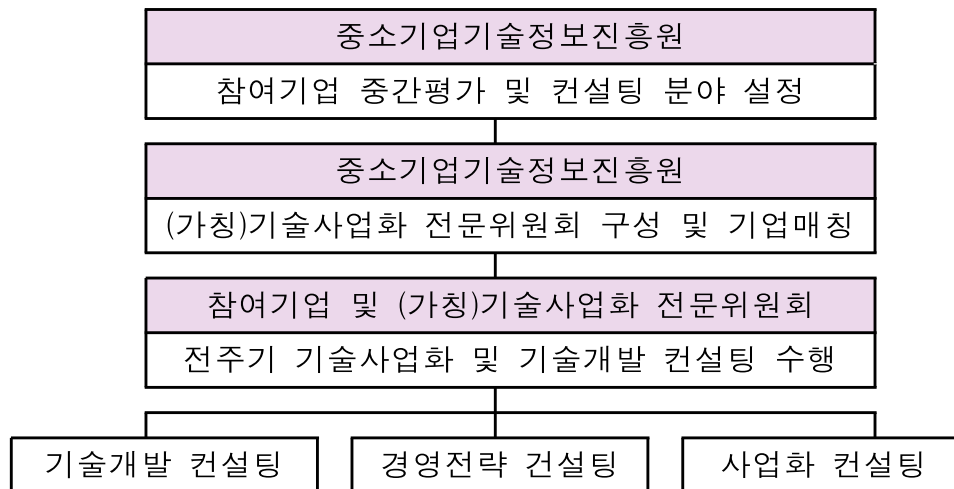 중소기업기술정보진흥원
참여기업 중간평가 및 컨설팅 분야 설정
중소기업기술정보진흥원
(가칭)기술사업화 전문위원회 구성 및 기업매칭
참여기업 및 (가칭)기술사업화 전문위원회
전주기 기술사업화 및 기술개발 컨설팅 수행
기술개발 컨설팅
경영전략 건설팅
사업화 컨설팅